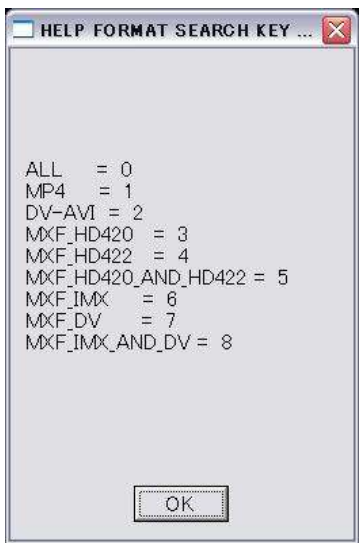 HELP FORMAT SEARCH KEY ...
ALL = 0
MP4 = 1
DV-AVI = 2
MXF_HD420 = 3
MXF_HD422 = 4
MXF_HD420_AND_HD422 = 5
MXF_IMX = 6
MXF_DV = 7
MXF_IMX_AND_DV = 8
OK